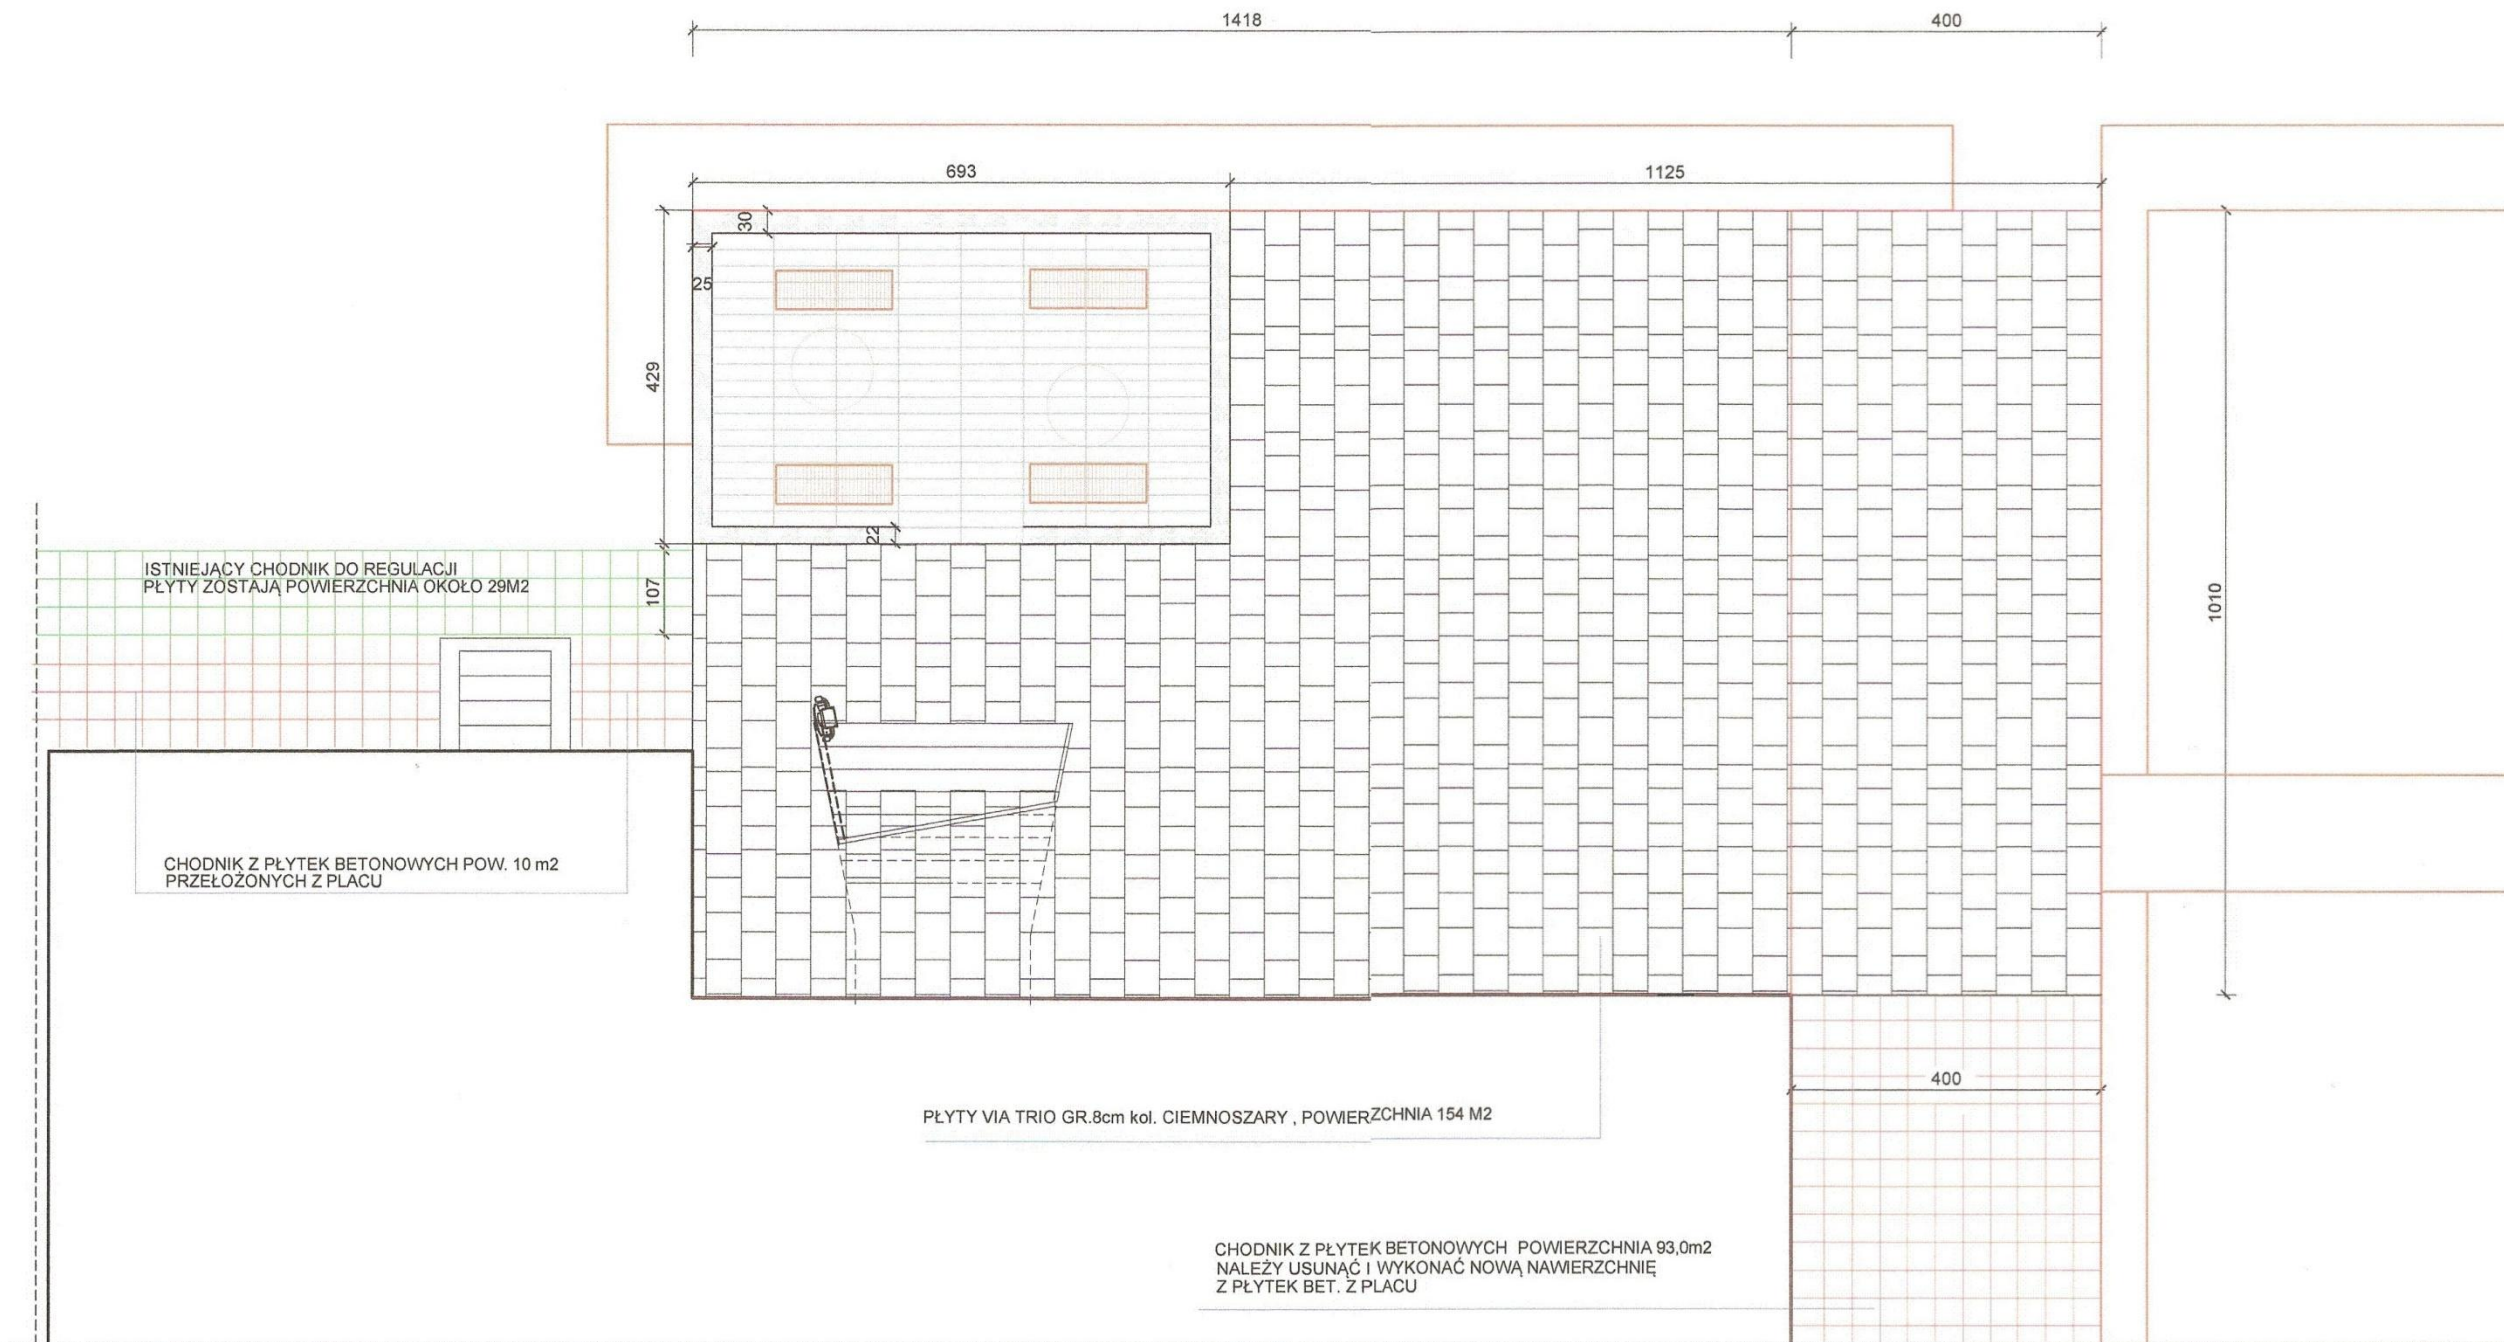 1418
400
693
1125
30
25
429
22
ISTNIEJĄCY CHODNIK DO REGULACJI
PŁYTY ZOSTAJĄ POWIERZCHNIA OKOŁO 29M2
107
1010
CHODNIK Z PŁYTEK BETONOWYCH POW. 10 m2
PRZEŁOŻONYCH Z PLACU
400
PŁYTY VIA TRIO GR.8cm kol. CIEMNOSZARY , POWIERZCHNIA 154 M2
CHODNIK Z PŁYTEK BETONOWYCH POWIERZCHNIA 93,0m2
NALEŻY USUNĄĆ I WYKONAĆ NOWĄ NAWIERZCHNIĘ
Z PŁYTEK BET. Z PLACU